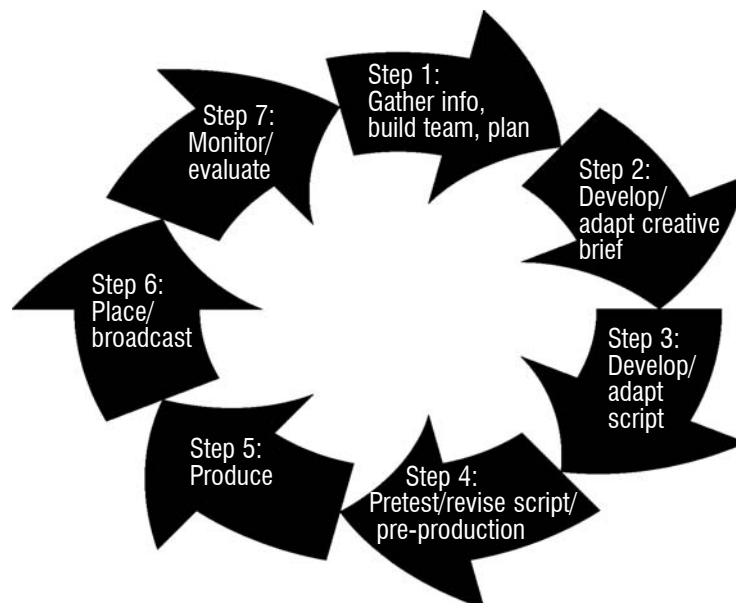 Step 1:
Gather info,
build team, plan
Step 2:
Develop/
adapt creative
brief
Step 3:
Develop/
adapt
script
Step 4:
Pretest/revise script/
pre-production
Step 5:
Produce
Step 6:
Place/
broadcast
Step 7:
Monitor/
evaluate